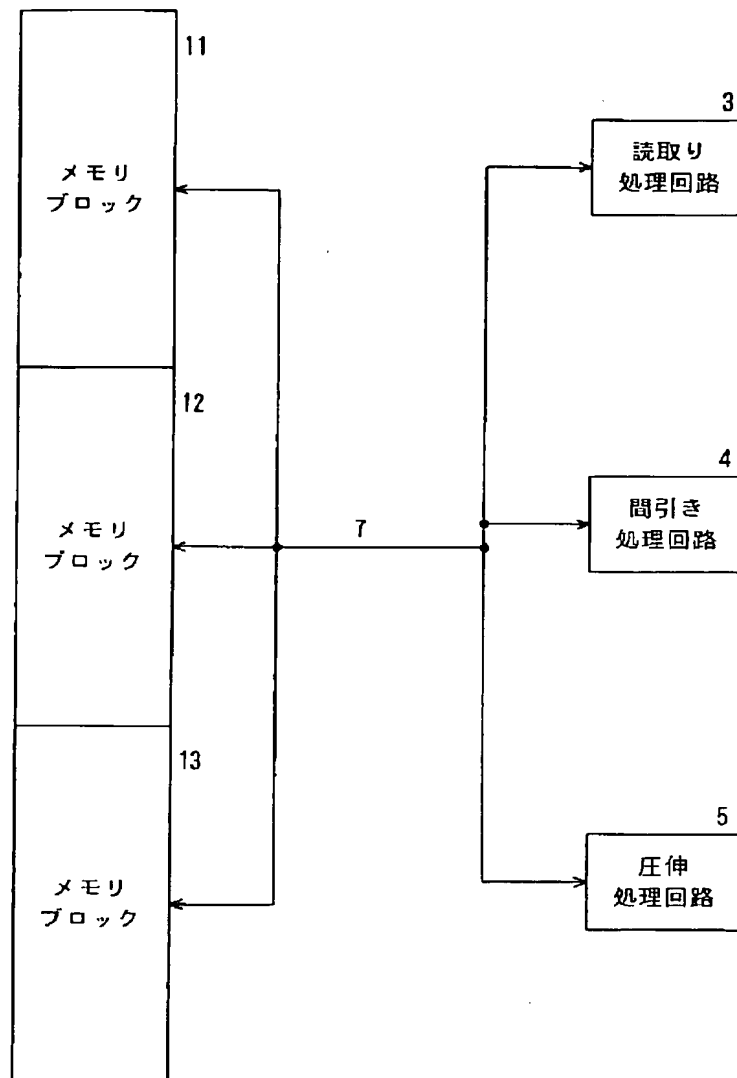 11
メモリ
ブロック
12
メモリ
ブロック
13
メモリ
ブロック
7
3
読取り
処理回路
4
間引き
処理回路
5
圧伸
処理回路